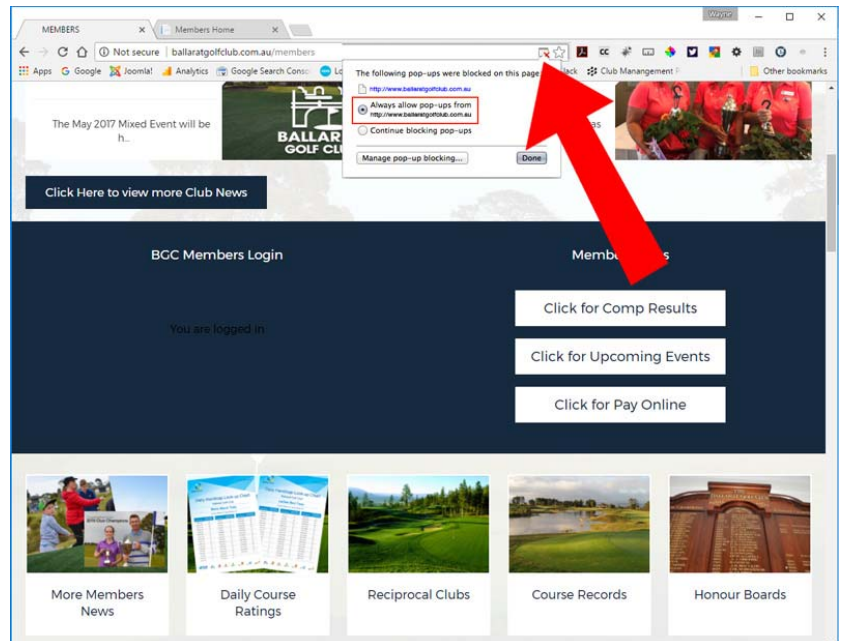 Wayne
MEMBERS
Members Home
Not secure | ballaratgolfclub.com.au/members
Apps Google Joomla! Analytics Google Search Conso
Club Manangement P
Other bookmarks
The following pop-ups were blocked on this page:
http://www.ballaratgolfclub.com.au
Always allow pop-ups from
http://www.ballaratgolfclub.com.au
Continue blocking pop-ups
Manage pop-up blocking...
Done
The May 2017 Mixed Event will be
h..
BALLAR
GOLF CLU
as
Click Here to view more Club News
BGC Members Login
You are logged in
Click for Comp Results
Click for Upcoming Events
Click for Pay Online
More Members
News
Daily Course
Ratings
Reciprocal Clubs
Course Records
Honour Boards